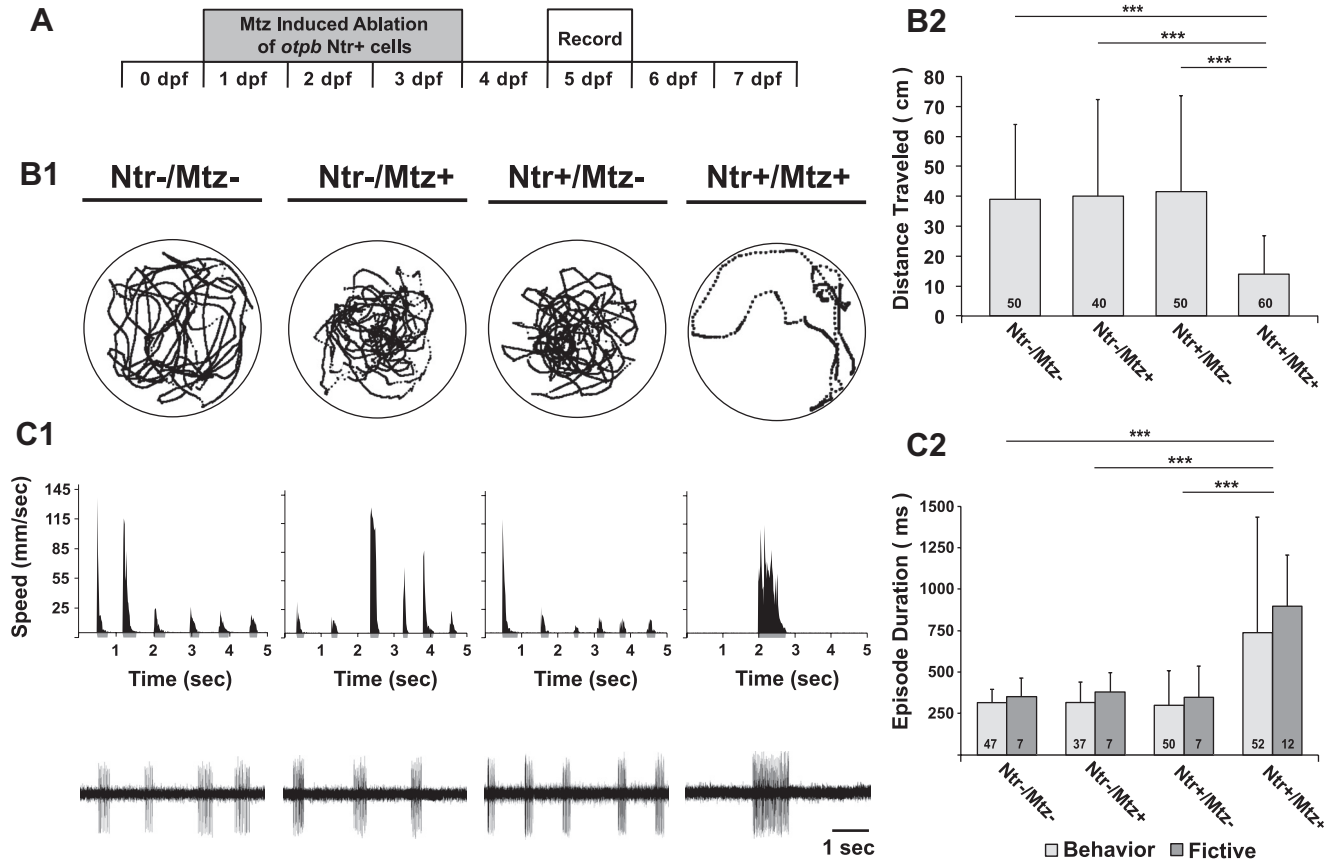 A
Mtz Induced Ablation
of otpb Ntr+ cells
Record
0 dpf 1 dpf 2 dpf 3 dpf 4 dpf 5 dpf 6 dpf 7 dpf
B1
Ntr-/Mtz- Ntr-/Mtz+ Ntr+/Mtz- Ntr+/Mtz+
B2
***
***
***
Distance Traveled ( cm )
80
70
60
50
40
30
20
10
0
50 40 50 60
Ntr-/Mtz- Ntr-/Mtz+ Ntr+/Mtz- Ntr+/Mtz+
C1
Speed (mm/sec)
145
115
85
55
25
1 2 3 4 5 1 2 3 4 5 1 2 3 4 5 1 2 3 4 5
Time (sec) Time (sec) Time (sec) Time (sec)
1 sec
C2
***
***
***
Episode Duration ( ms )
1500
1250
1000
750
500
250
47 7 37 7 50 7 52 12
Ntr-/Mtz- Ntr-/Mtz+ Ntr+/Mtz- Ntr+/Mtz+
Behavior Fictive